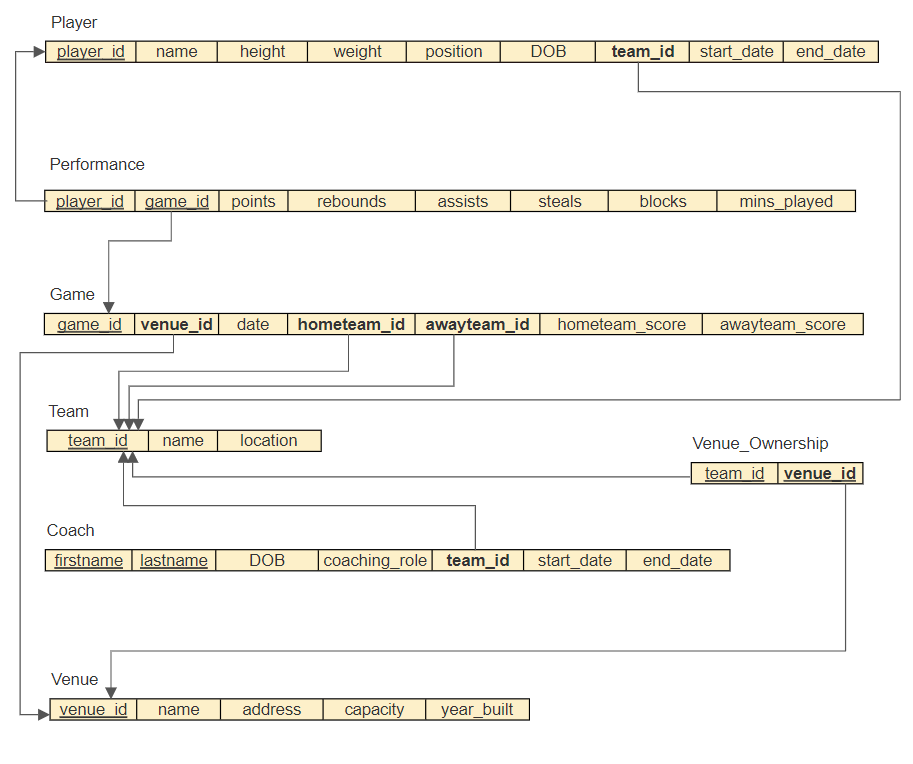 Player
player_id name height weight position DOB team_id start_date end_date
Performance
player_id game_id points rebounds assists steals blocks mins_played
Game
game_id venue_id date hometeam_id awayteam_id hometeam_score awayteam_score
Team
team_id name location
Venue_Ownership
team_id venue_id
Coach
firstname lastname DOB coaching_role team_id start_date end_date
Venue
venue_id name address capacity year_built